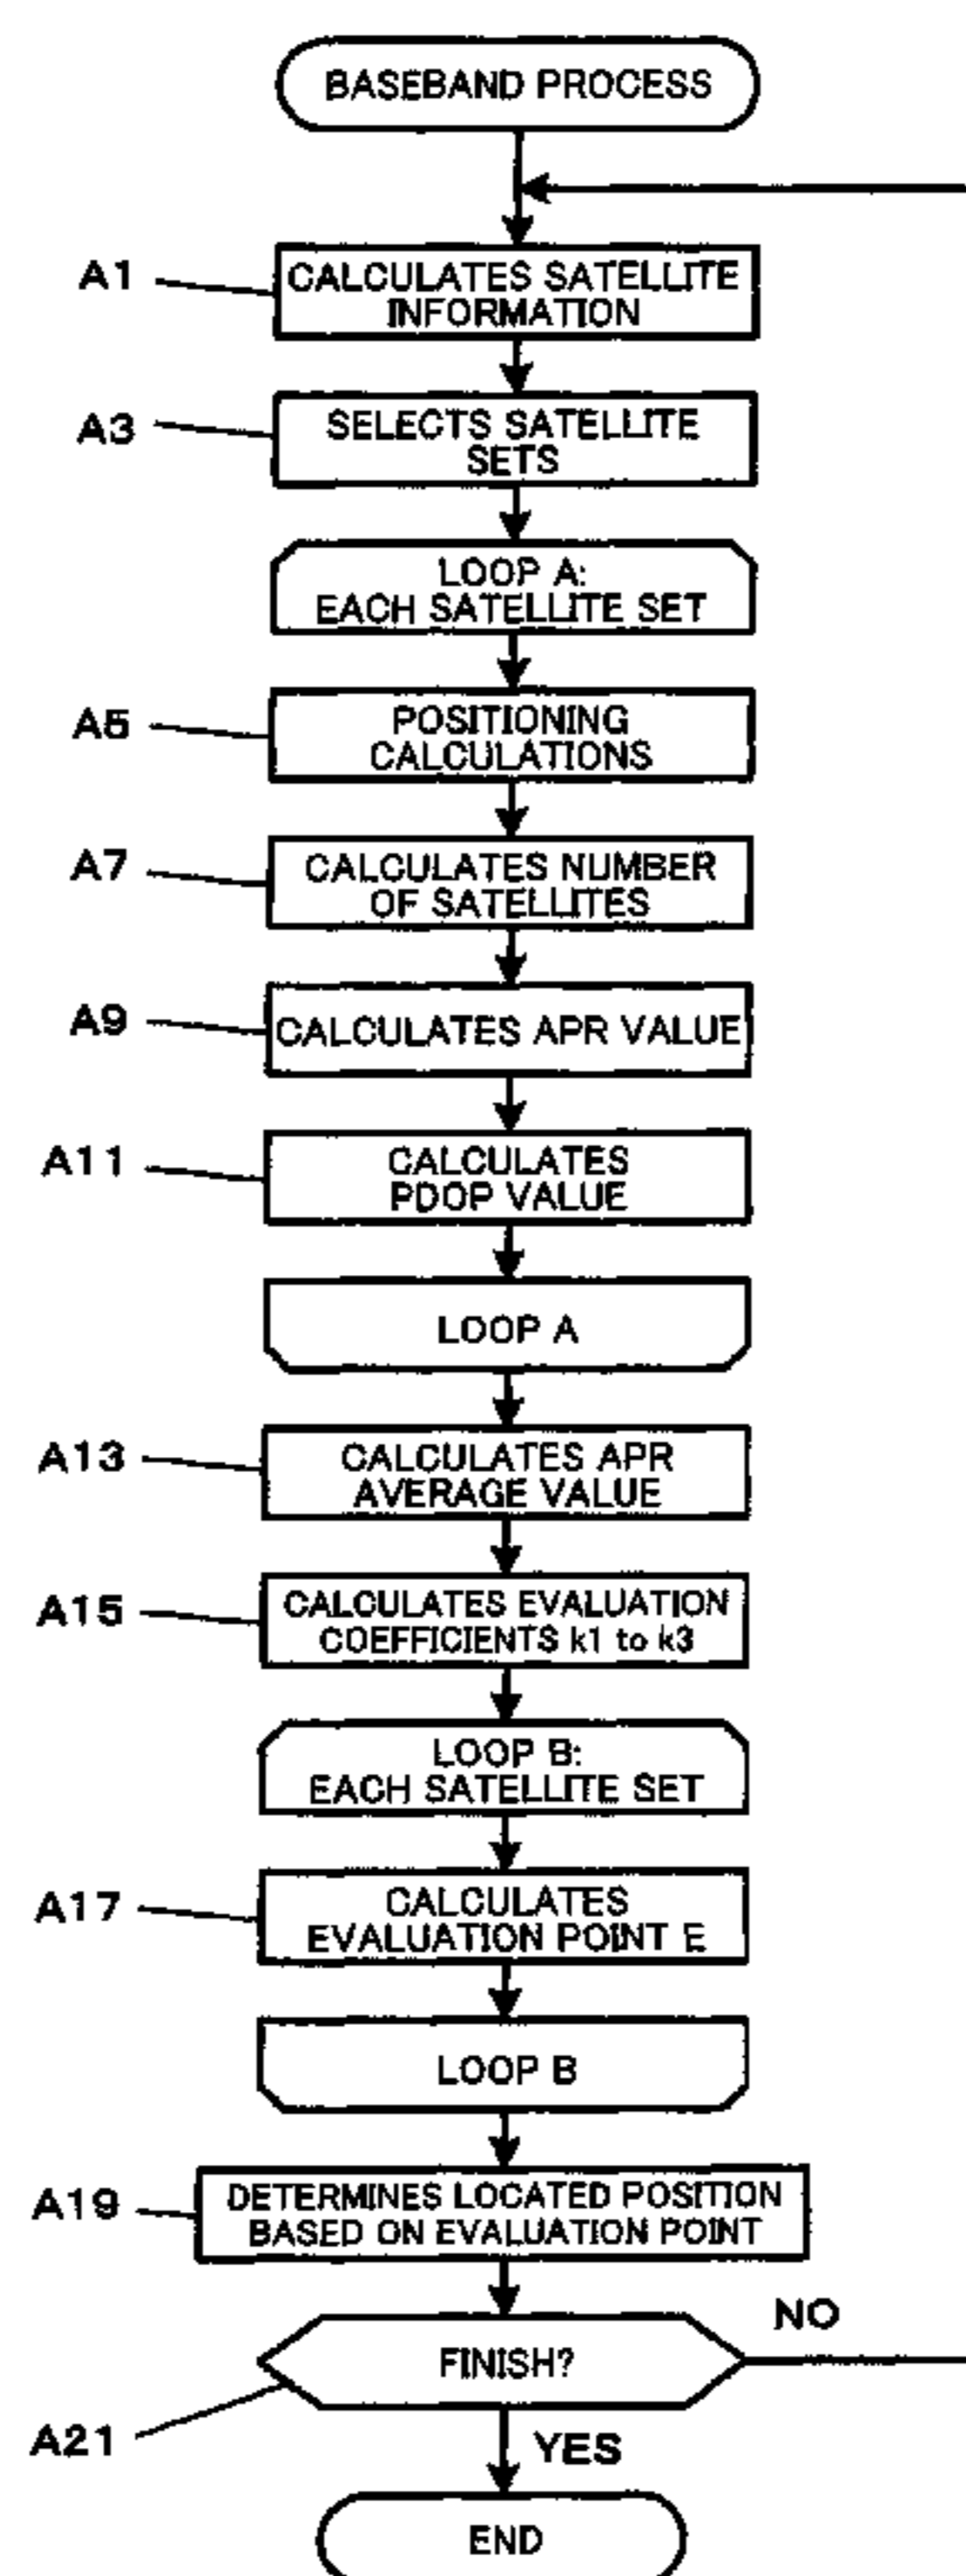 BASEBAND PROCESS
A1
CALCULATES SATELLITE
INFORMATION
A3
SELECTS SATELLITE
SETS
LOOP A:
EACH SATELLITE SET
A5
POSITIONING
CALCULATIONS
A7
CALCULATES NUMBER
OF SATELLITES
A9
CALCULATES APR VALUE
A11
CALCULATES
PDOP VALUE
LOOP A
A13
CALCULATES APR
AVERAGE VALUE
A15
CALCULATES EVALUATION
COEFFICIENTS k1 to k3
LOOP B:
EACH SATELLITE SET
A17
CALCULATES
EVALUATION POINT E
LOOP B
A19
DETERMINES LOCATED POSITION
BASED ON EVALUATION POINT
NO
FINISH?
A21
YES
END